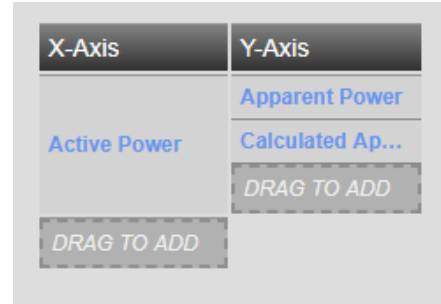 X-Axis Y-Axis
Apparent Power
Active Power
Calculated Ap...
DRAG TO ADD
DRAG TO ADD